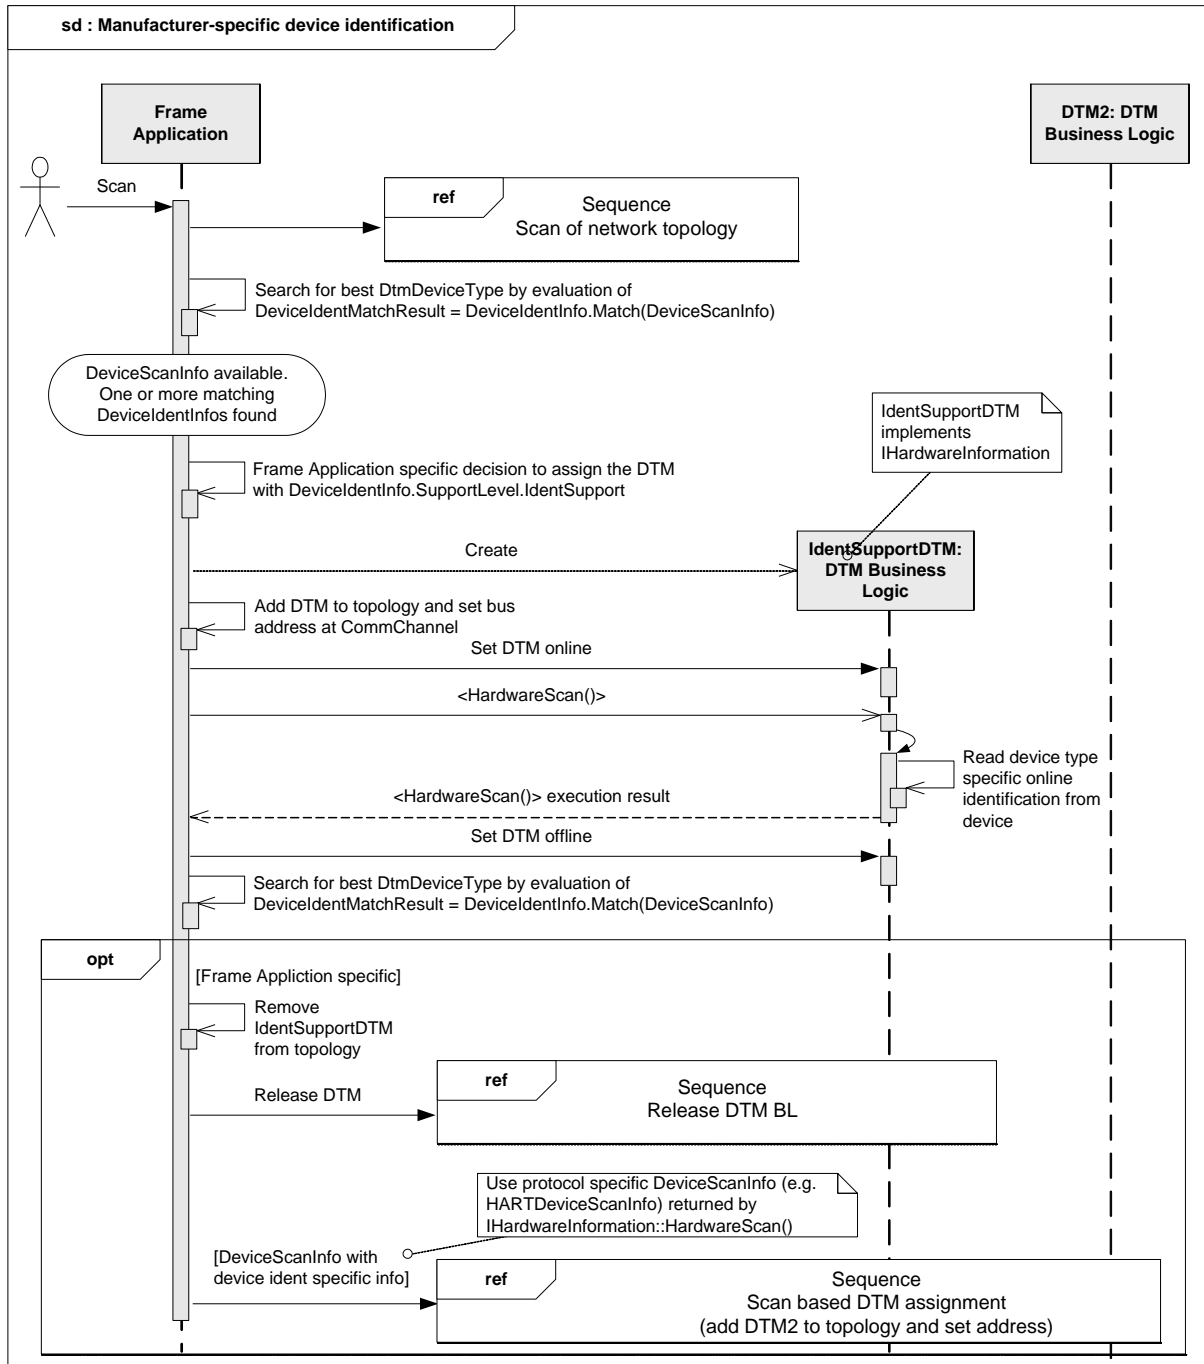 sd : Manufacturer-specific device identification
Frame
Application
DTM2: DTM
Business Logic
Scan
ref
Sequence
Scan of network topology
Search for best DtmDeviceType by evaluation of
DeviceIdentMatchResult = DeviceIdentInfo.Match(DeviceScanInfo)
DeviceScanInfo available.
One or more matching
DeviceIdentInfos found
IdentSupportDTM
implements
IHardwareInformation
Frame Application specific decision to assign the DTM
with DeviceIdentInfo.SupportLevel.IdentSupport
Create
IdentSupportDTM:
DTM Business
Logic
Add DTM to topology and set bus
address at CommChannel
Set DTM online
<HardwareScan()>
Read device type
specific online
identification from
device
<HardwareScan()> execution result
Set DTM offline
Search for best DtmDeviceType by evaluation of
DeviceIdentMatchResult = DeviceIdentInfo.Match(DeviceScanInfo)
opt
[Frame Appliction specific]
Remove
IdentSupportDTM
from topology
Release DTM
ref
Sequence
Release DTM BL
Use protocol specific DeviceScanInfo (e.g.
HARTDeviceScanInfo) returned by
IHardwareInformation::HardwareScan()
[DeviceScanInfo with
device ident specific info]
ref
Sequence
Scan based DTM assignment
(add DTM2 to topology and set address)